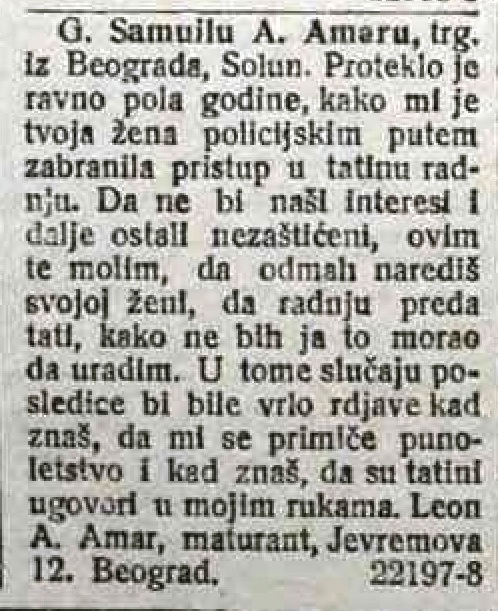 G. Samuilu A. Amaru, trg.
iz Beograda, Solun. Proteklo je
ravno pola godine, kako mi je
tvoja žena policijskim putem
zabranila pristup u tatinu rad-
nju. Da ne bi naši interesi i
dalje ostali nezaštićeni, ovim
te molim, da odmah narediš
svojoj ženi, da radnju preda
tati, kako ne bih ja to morao
da uradim. U tome slučaju po-
sledice bi bile vrlo rdjave kad
znaš, da mi se primiče puno-
letstvo i kad znaš, da su tatini
ugovori u mojim rukama. Leon
A. Amar, maturant, Jevremova
12. Beograd. 22197-8